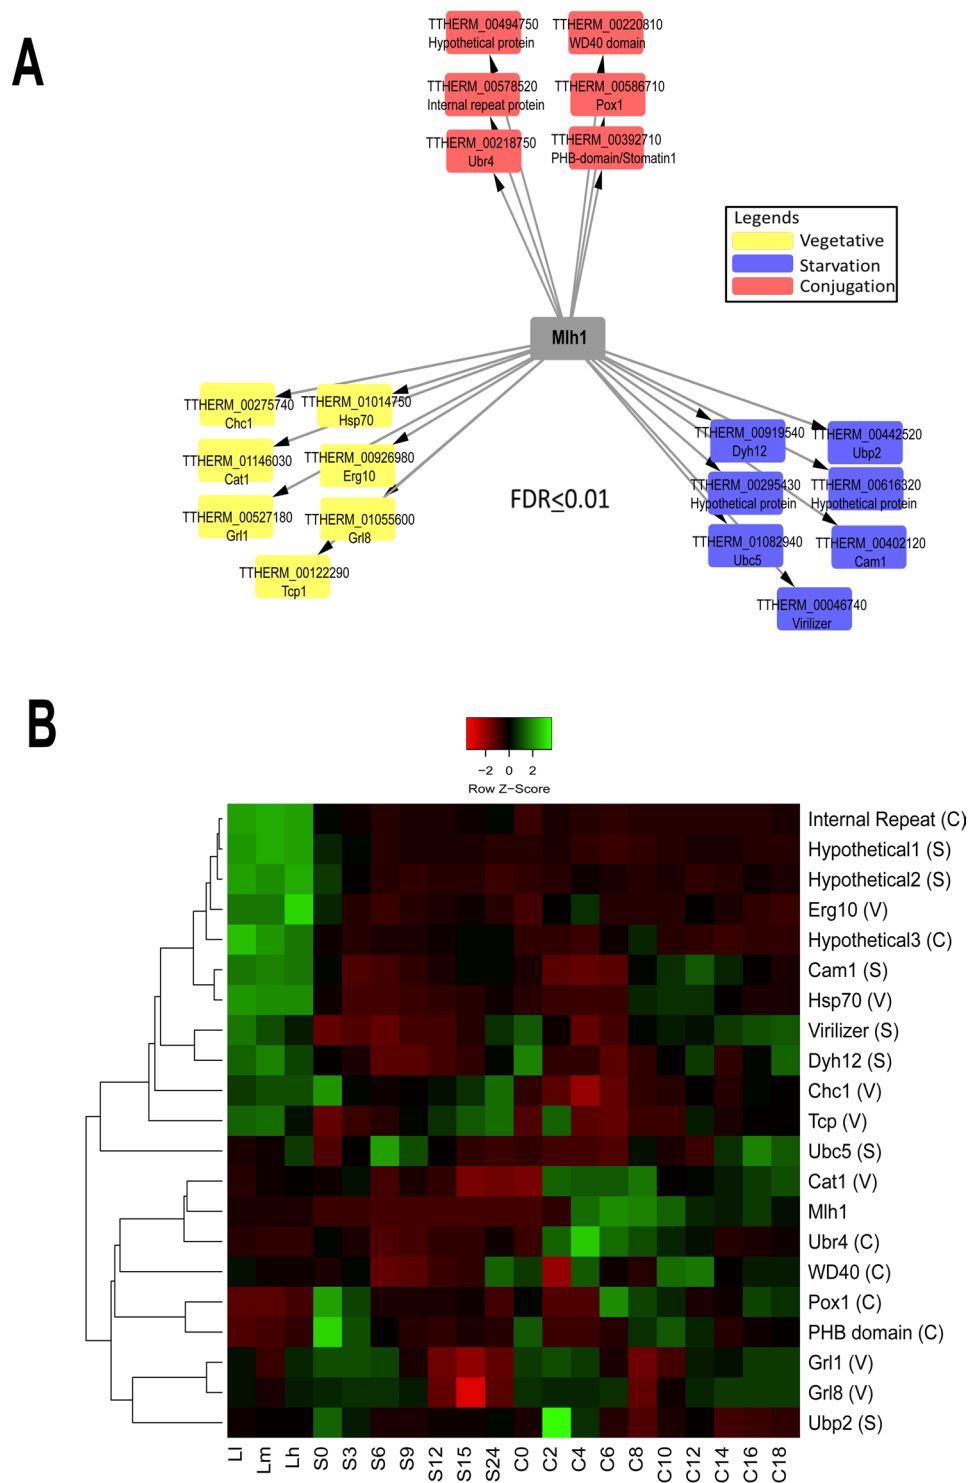 A
TTHERM_00494750
Hypothetical protein
TTHERM_00220810
WD40 domain
TTHERM_00578520
Internal repeat protein
TTHERM_00586710
Pox1
TTHERM_00218750
Ubr4
TTHERM_00392710
PHB-domain/Stomatin1
Legends
Vegetative
Starvation
Conjugation
Mlh1
TTHERM_00275740
Chc1
TTHERM_01014750
Hsp70
TTHERM_01146030
Cat1
TTHERM_00926980
Erg10
TTHERM_00527180
Grl1
TTHERM_01055600
Grl8
TTHERM_00122290
Tcp1
FDR≤0.01
TTHERM_00919540
Dyh12
TTHERM_00442520
Ubp2
TTHERM_00295430
Hypothetical protein
TTHERM_00616320
Hypothetical protein
TTHERM_01082940
Ubc5
TTHERM_00402120
Cam1
TTHERM_00046740
Virilizer
B
−2 0 2
Row Z−Score
Internal Repeat (C)
Hypothetical1 (S)
Hypothetical2 (S)
Erg10 (V)
Hypothetical3 (C)
Cam1 (S)
Hsp70 (V)
Virilizer (S)
Dyh12 (S)
Chc1 (V)
Tcp (V)
Ubc5 (S)
Cat1 (V)
Mlh1
Ubr4 (C)
WD40 (C)
Pox1 (C)
PHB domain (C)
Grl1 (V)
Grl8 (V)
Ubp2 (S)
Ll Lm Lh S0 S3 S6 S9 S12 S15 S24 C0 C2 C4 C6 C8 C10 C12 C14 C16 C18